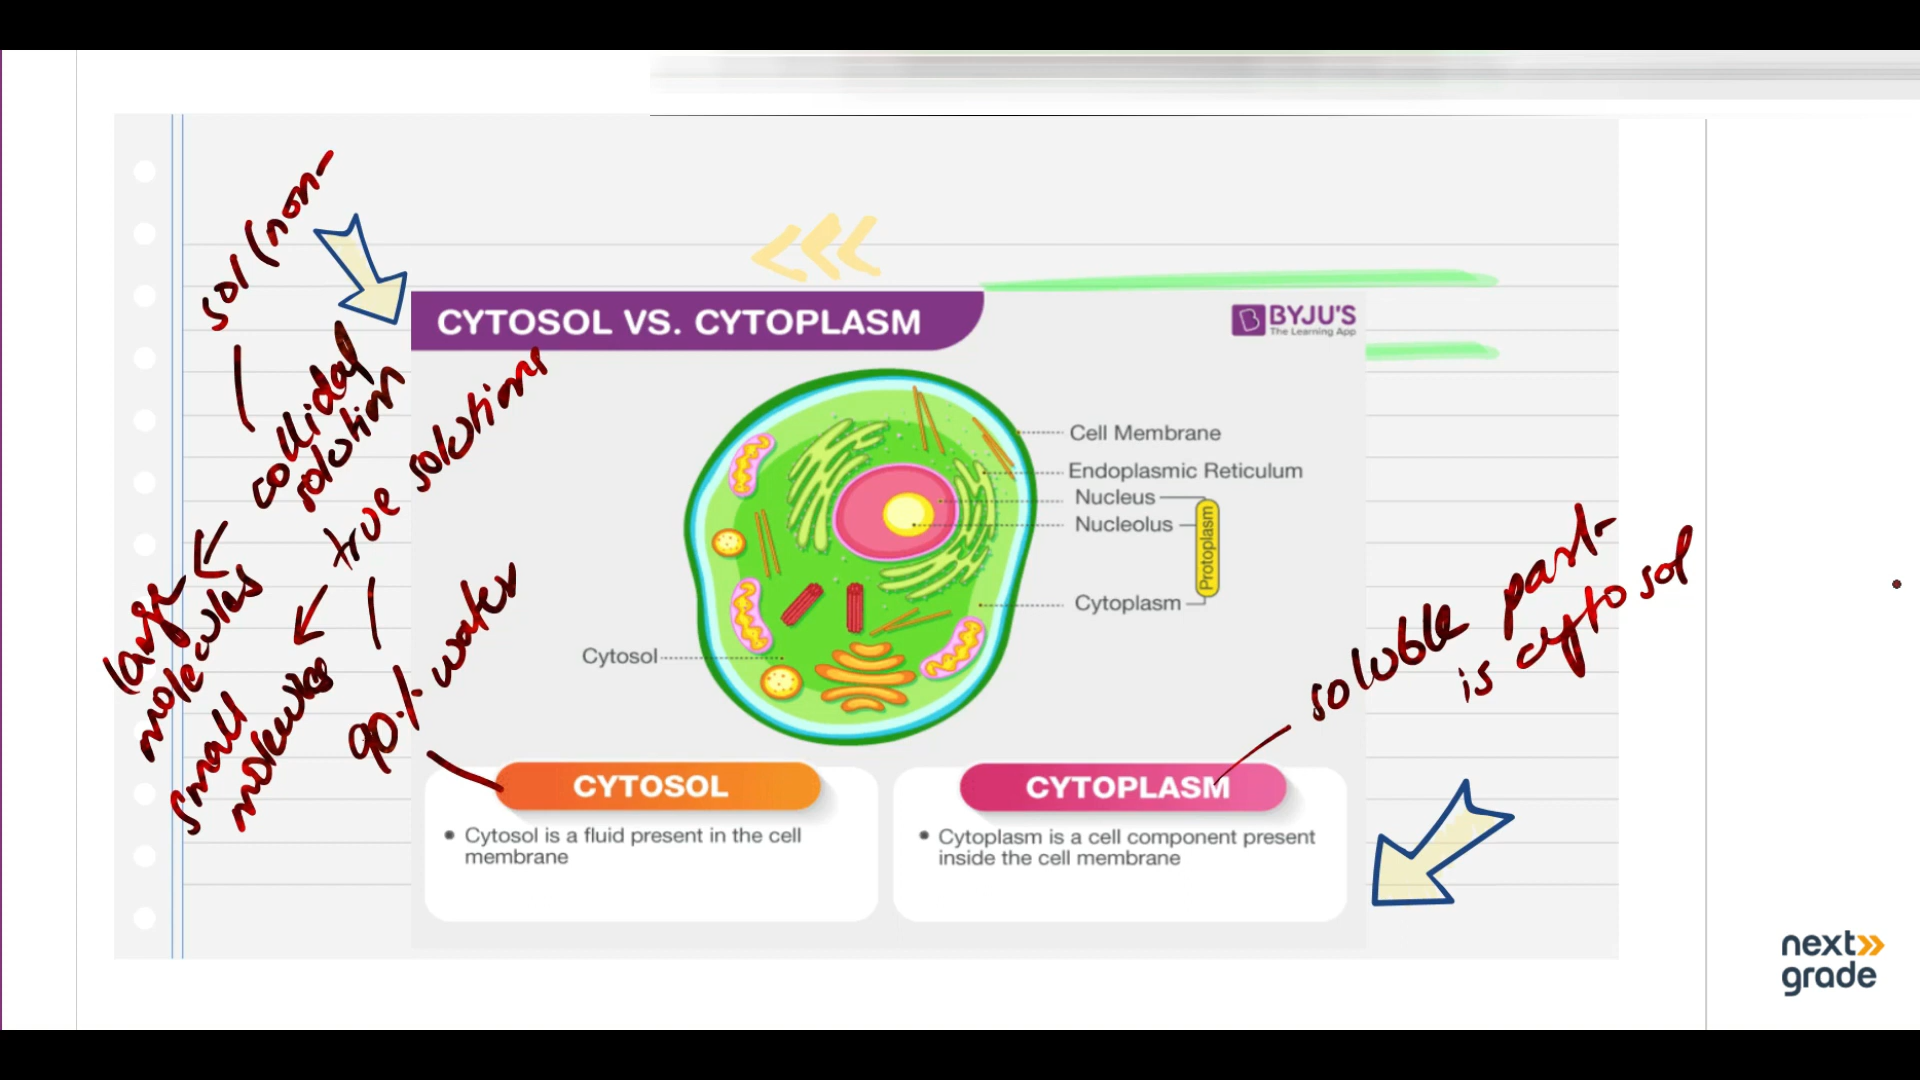 sol (non-
collidal
solution
true solutions
large
molecules
small
molecules
90% water
CYTOSOL VS. CYTOPLASM
BYJU'S
The Learning App
Cell Membrane
Endoplasmic Reticulum
Nucleus
Nucleolus
Protoplasm
Cytoplasm
Cytosol
soluble part
is cytosol
CYTOSOL
• Cytosol is a fluid present in the cell
membrane
CYTOPLASM
• Cytoplasm is a cell component present
inside the cell membrane
next
grade